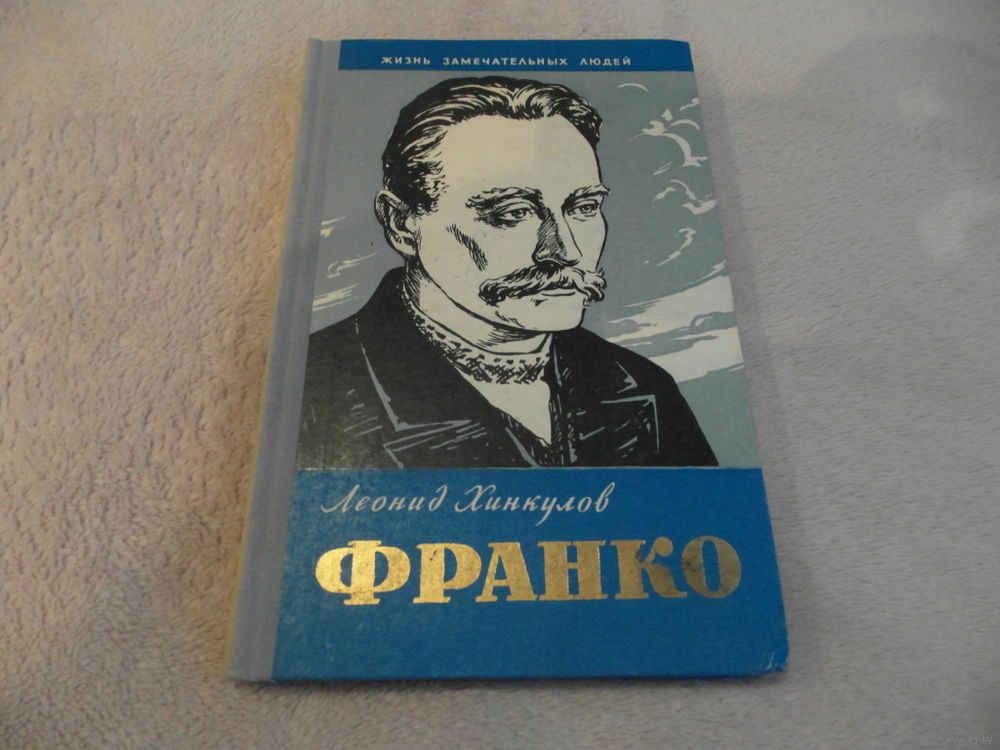 ЖИЗНЬ ЗАМЕЧАТЕЛЬНЫХ ЛЮДЕЙ
Леонид Хинкулов
ФРАНКО